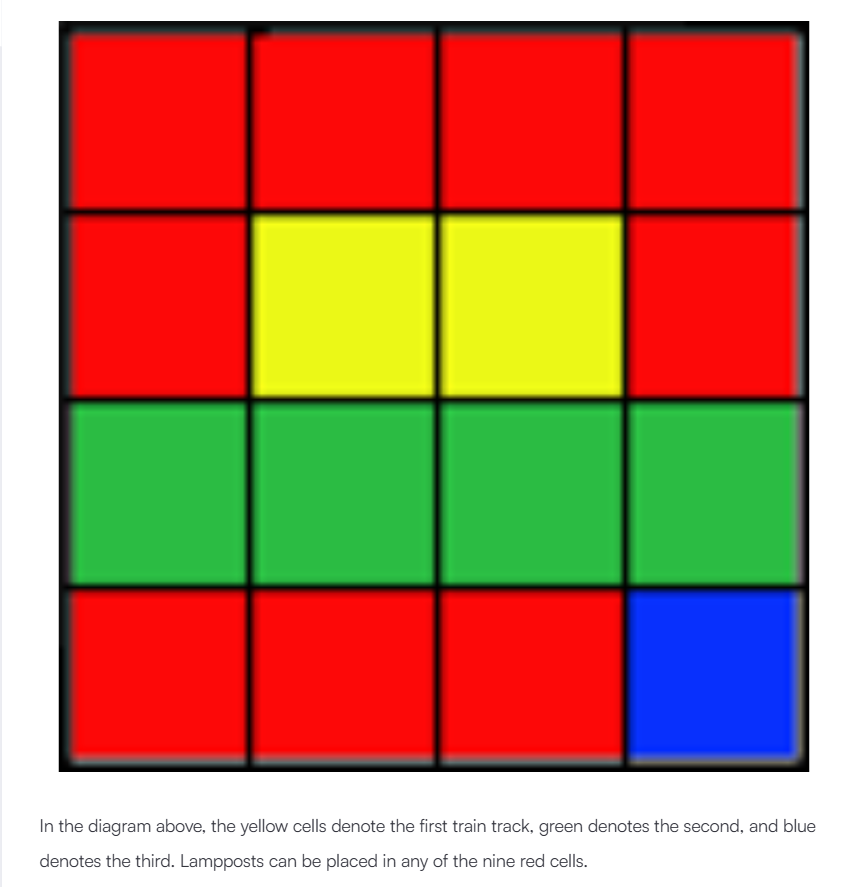 In the diagram above, the yellow cells denote the first train track, green denotes the second, and blue
denotes the third. Lampposts can be placed in any of the nine red cells.